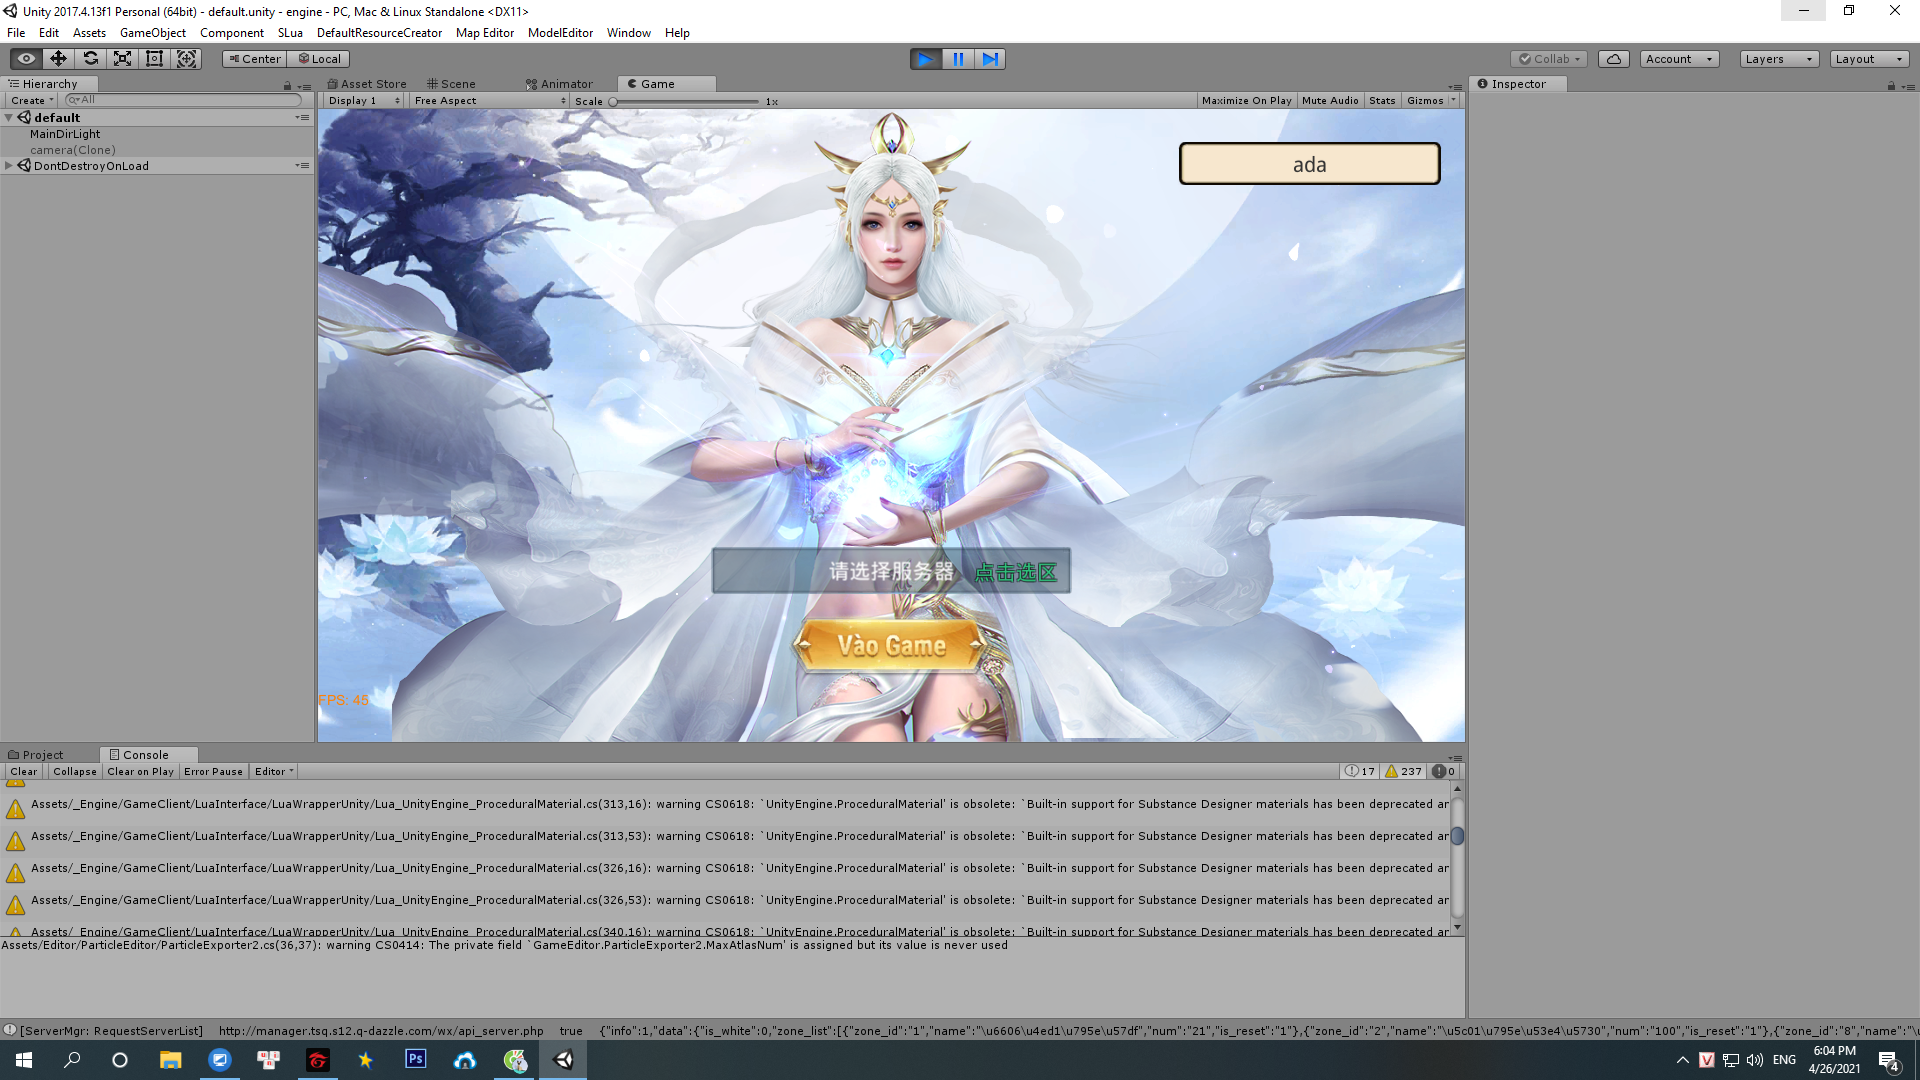 Unity 2017.4.13f1 Personal (64bit) - default.unity - engine - PC, Mac & Linux Standalone <DX11>
File Edit Assets GameObject Component SLua DefaultResourceCreator Map Editor ModelEditor Window Help
Center Local Collab Account Layers Layout
Hierarchy Asset Store Scene Animator Game Inspector
Create All Display 1 Free Aspect Scale 1x Maximize On Play Mute Audio Stats Gizmos
default
MainDirLight
camera(Clone)
DontDestroyOnLoad
ada
请选择服务器 点击选区
Vào Game
FPS: 45
Project Console
Clear Collapse Clear on Play Error Pause Editor 17 237 0
Assets/_Engine/GameClient/LuaInterface/LuaWrapperUnity/Lua_UnityEngine_ProceduralMaterial.cs(313,16): warning CS0618: `UnityEngine.ProceduralMaterial' is obsolete: `Built-in support for Substance Designer materials has been deprecated ar
Assets/_Engine/GameClient/LuaInterface/LuaWrapperUnity/Lua_UnityEngine_ProceduralMaterial.cs(313,53): warning CS0618: `UnityEngine.ProceduralMaterial' is obsolete: `Built-in support for Substance Designer materials has been deprecated ar
Assets/_Engine/GameClient/LuaInterface/LuaWrapperUnity/Lua_UnityEngine_ProceduralMaterial.cs(326,16): warning CS0618: `UnityEngine.ProceduralMaterial' is obsolete: `Built-in support for Substance Designer materials has been deprecated ar
Assets/_Engine/GameClient/LuaInterface/LuaWrapperUnity/Lua_UnityEngine_ProceduralMaterial.cs(326,53): warning CS0618: `UnityEngine.ProceduralMaterial' is obsolete: `Built-in support for Substance Designer materials has been deprecated ar
Assets/_Engine/GameClient/LuaInterface/LuaWrapperUnity/Lua_UnityEngine_ProceduralMaterial.cs(340,16): warning CS0618: `UnityEngine.ProceduralMaterial' is obsolete: `Built-in support for Substance Designer materials has been deprecated ar
Assets/Editor/ParticleEditor/ParticleExporter2.cs(36,37): warning CS0414: The private field `GameEditor.ParticleExporter2.MaxAtlasNum' is assigned but its value is never used
[ServerMgr: RequestServerList] http://manager.tsq.s12.q-dazzle.com/wx/api_server.php true {"info":1,"data":{"is_white":0,"zone_list":[{"zone_id":"1","name":"\u6606\u4ed1\u795e\u57df","num":"21","is_reset":"1"},{"zone_id":"2","name":"\u5c01\u795e\u53e4\u5730","num":"100","is_reset":"1"},{"zone_id":"8","name":"\u
Ps ENG 6:04 PM
4/26/2021 4